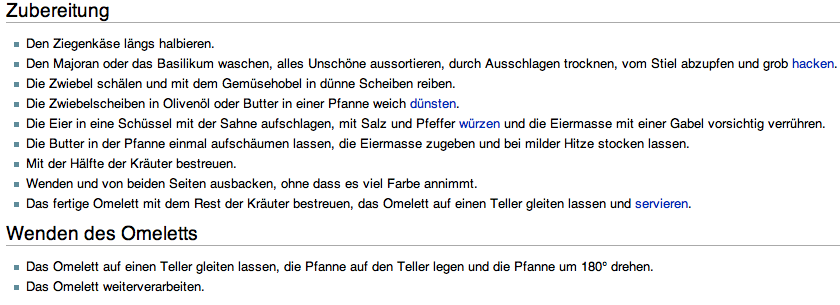 Zubereitung
Den Ziegenkäse längs halbieren.
Den Majoran oder das Basilikum waschen, alles Unschöne aussortieren, durch Ausschlagen trocknen, vom Stiel abzupfen und grob hacken.
Die Zwiebel schälen und mit dem Gemüsehobel in dünne Scheiben reiben.
Die Zwiebelscheiben in Olivenöl oder Butter in einer Pfanne weich dünsten.
Die Eier in eine Schüssel mit der Sahne aufschlagen, mit Salz und Pfeffer würzen und die Eiermasse mit einer Gabel vorsichtig verrühren.
Die Butter in der Pfanne einmal aufschäumen lassen, die Eiermasse zugeben und bei milder Hitze stocken lassen.
Mit der Hälfte der Kräuter bestreuen.
Wenden und von beiden Seiten ausbacken, ohne dass es viel Farbe annimmt.
Das fertige Omelett mit dem Rest der Kräuter bestreuen, das Omelett auf einen Teller gleiten lassen und servieren.
Wenden des Omeletts
Das Omelett auf einen Teller gleiten lassen, die Pfanne auf den Teller legen und die Pfanne um 180° drehen.
Das Omelett weiterverarbeiten.